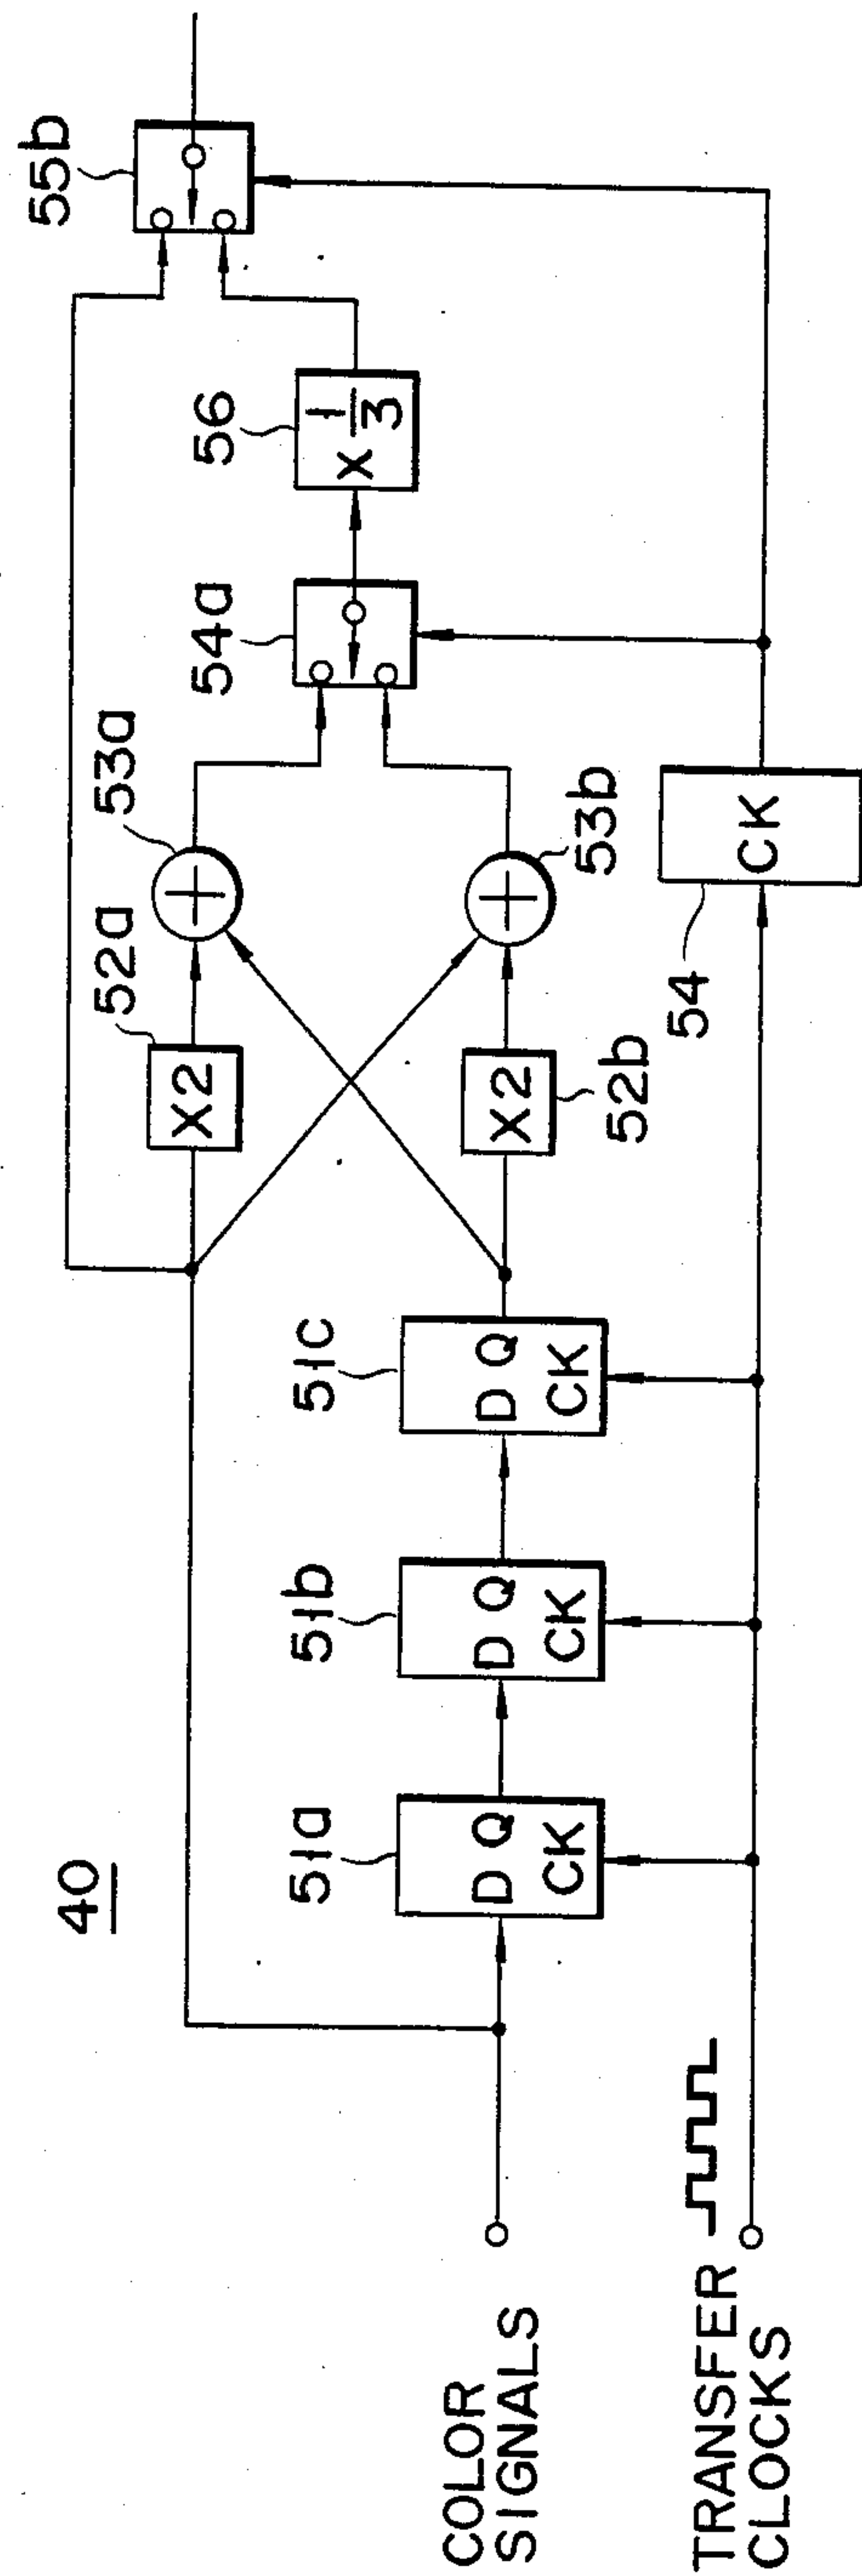 40
COLOR
SIGNALS
TRANSFER
CLOCKS
51a
D Q
CK
51b
D Q
CK
51c
D Q
CK
52a
X2
52b
X2
53a
+
53b
+
54
CK
54a
56
X 1/3
55b